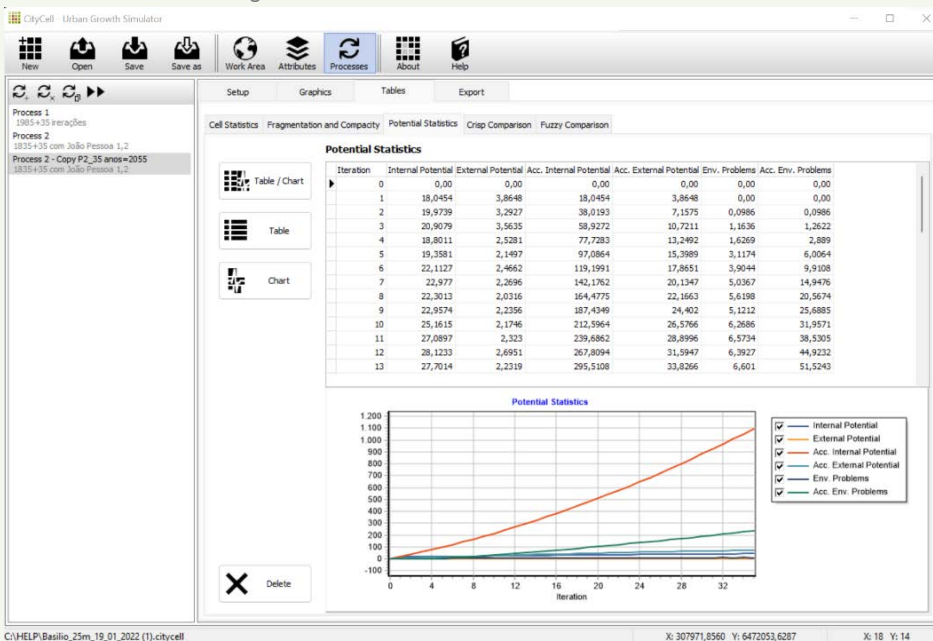 CityCell - Urban Growth Simulator
New Open Save Save as Work Area Attributes Processes About Help
Setup Graphics Tables Export
Process 1
1985+35 irerações
Process 2
1835+35 com João Pessoa 1,2
Process 2 - Copy P2_35 anos=2055
1835+35 com João Pessoa 1,2
Cell Statistics Fragmentation and Compacity Potential Statistics Crisp Comparison Fuzzy Comparison
Potential Statistics
Table / Chart
Table
Chart
Delete
Iteration Internal Potential External Potential Acc. Internal Potential Acc. External Potential Env. Problems Acc. Env. Problems
0 0,00 0,00 0,00 0,00 0,00 0,00
1 18,0454 3,8648 18,0454 3,8648 0,00 0,00
2 19,9739 3,2927 38,0193 7,1575 0,0986 0,0986
3 20,9079 3,5635 58,9272 10,7211 1,1636 1,2622
4 18,8011 2,5281 77,7283 13,2492 1,6269 2,889
5 19,3581 2,1497 97,0864 15,3989 3,1174 6,0064
6 22,1127 2,4662 119,1991 17,8651 3,9044 9,9108
7 22,977 2,2696 142,1762 20,1347 5,0367 14,9476
8 22,3013 2,0316 164,4775 22,1663 5,6198 20,5674
9 22,9574 2,2356 187,4349 24,402 5,1212 25,6885
10 25,1615 2,1746 212,5964 26,5766 6,2686 31,9571
11 27,0897 2,323 239,6862 28,8996 6,5734 38,5305
12 28,1233 2,6951 267,8094 31,5947 6,3927 44,9232
13 27,7014 2,2319 295,5108 33,8266 6,601 51,5243
Potential Statistics
1.200
1.100
1.000
900
800
700
600
500
400
300
200
100
0
-100
0 4 8 12 16 20 24 28 32
Iteration
Internal Potential
External Potential
Acc. Internal Potential
Acc. External Potential
Env. Problems
Acc. Env. Problems
C:\HELP\Basilio_25m_19_01_2022 (1).citycell X: 307971,8560 Y: 6472053,6287 X: 18 Y: 14